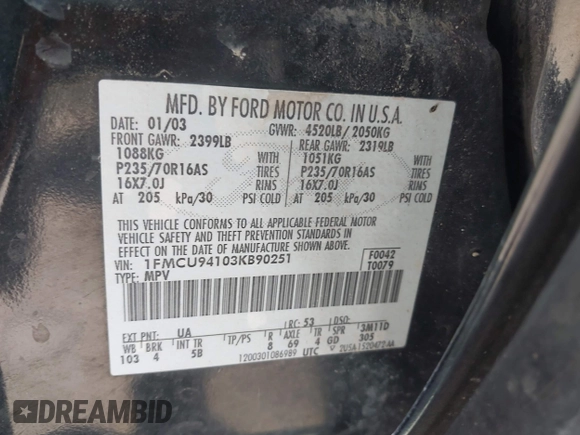 MFD. BY FORD MOTOR CO. IN U.S.A.
DATE: 01/03 GVWR: 4520LB/ 2050KG
FRONT GAWR: 2399LB REAR GAWR: 2319LB
1088KG WITH 1051KG WITH
P235/70R16AS TIRES P235/70R16AS TIRES
16X7.0J RIMS 16X7.0J RIMS
AT 205 kPa/30 PSI COLD AT 205 kPa/30 PSI COLD
THIS VEHICLE CONFORMS TO ALL APPLICABLE FEDERAL MOTOR
VEHICLE SAFETY AND THEFT PREVENTION STANDARDS IN
EFFECT ON THE DATE OF MANUFACTURE SHOWN ABOVE.
VIN: 1FMCU94103KB90251 F0042
TYPE: MPV T0079
EXT PNT: UA RC: 53 DSO:
WB BRK INT TR TP/PS R AXLE TR SPR 3M11D
103 4 5B 8 69 4 GD 305
1200301086989 UTC
DREAMBID